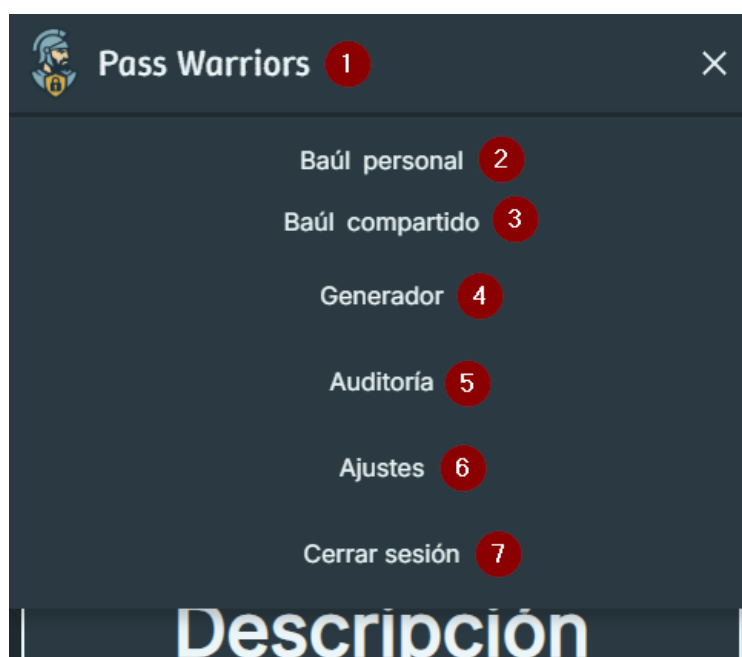 Pass Warriors 1
Baúl personal 2
Baúl compartido 3
Generador 4
Auditoría 5
Ajustes 6
Cerrar sesión 7
Descripción